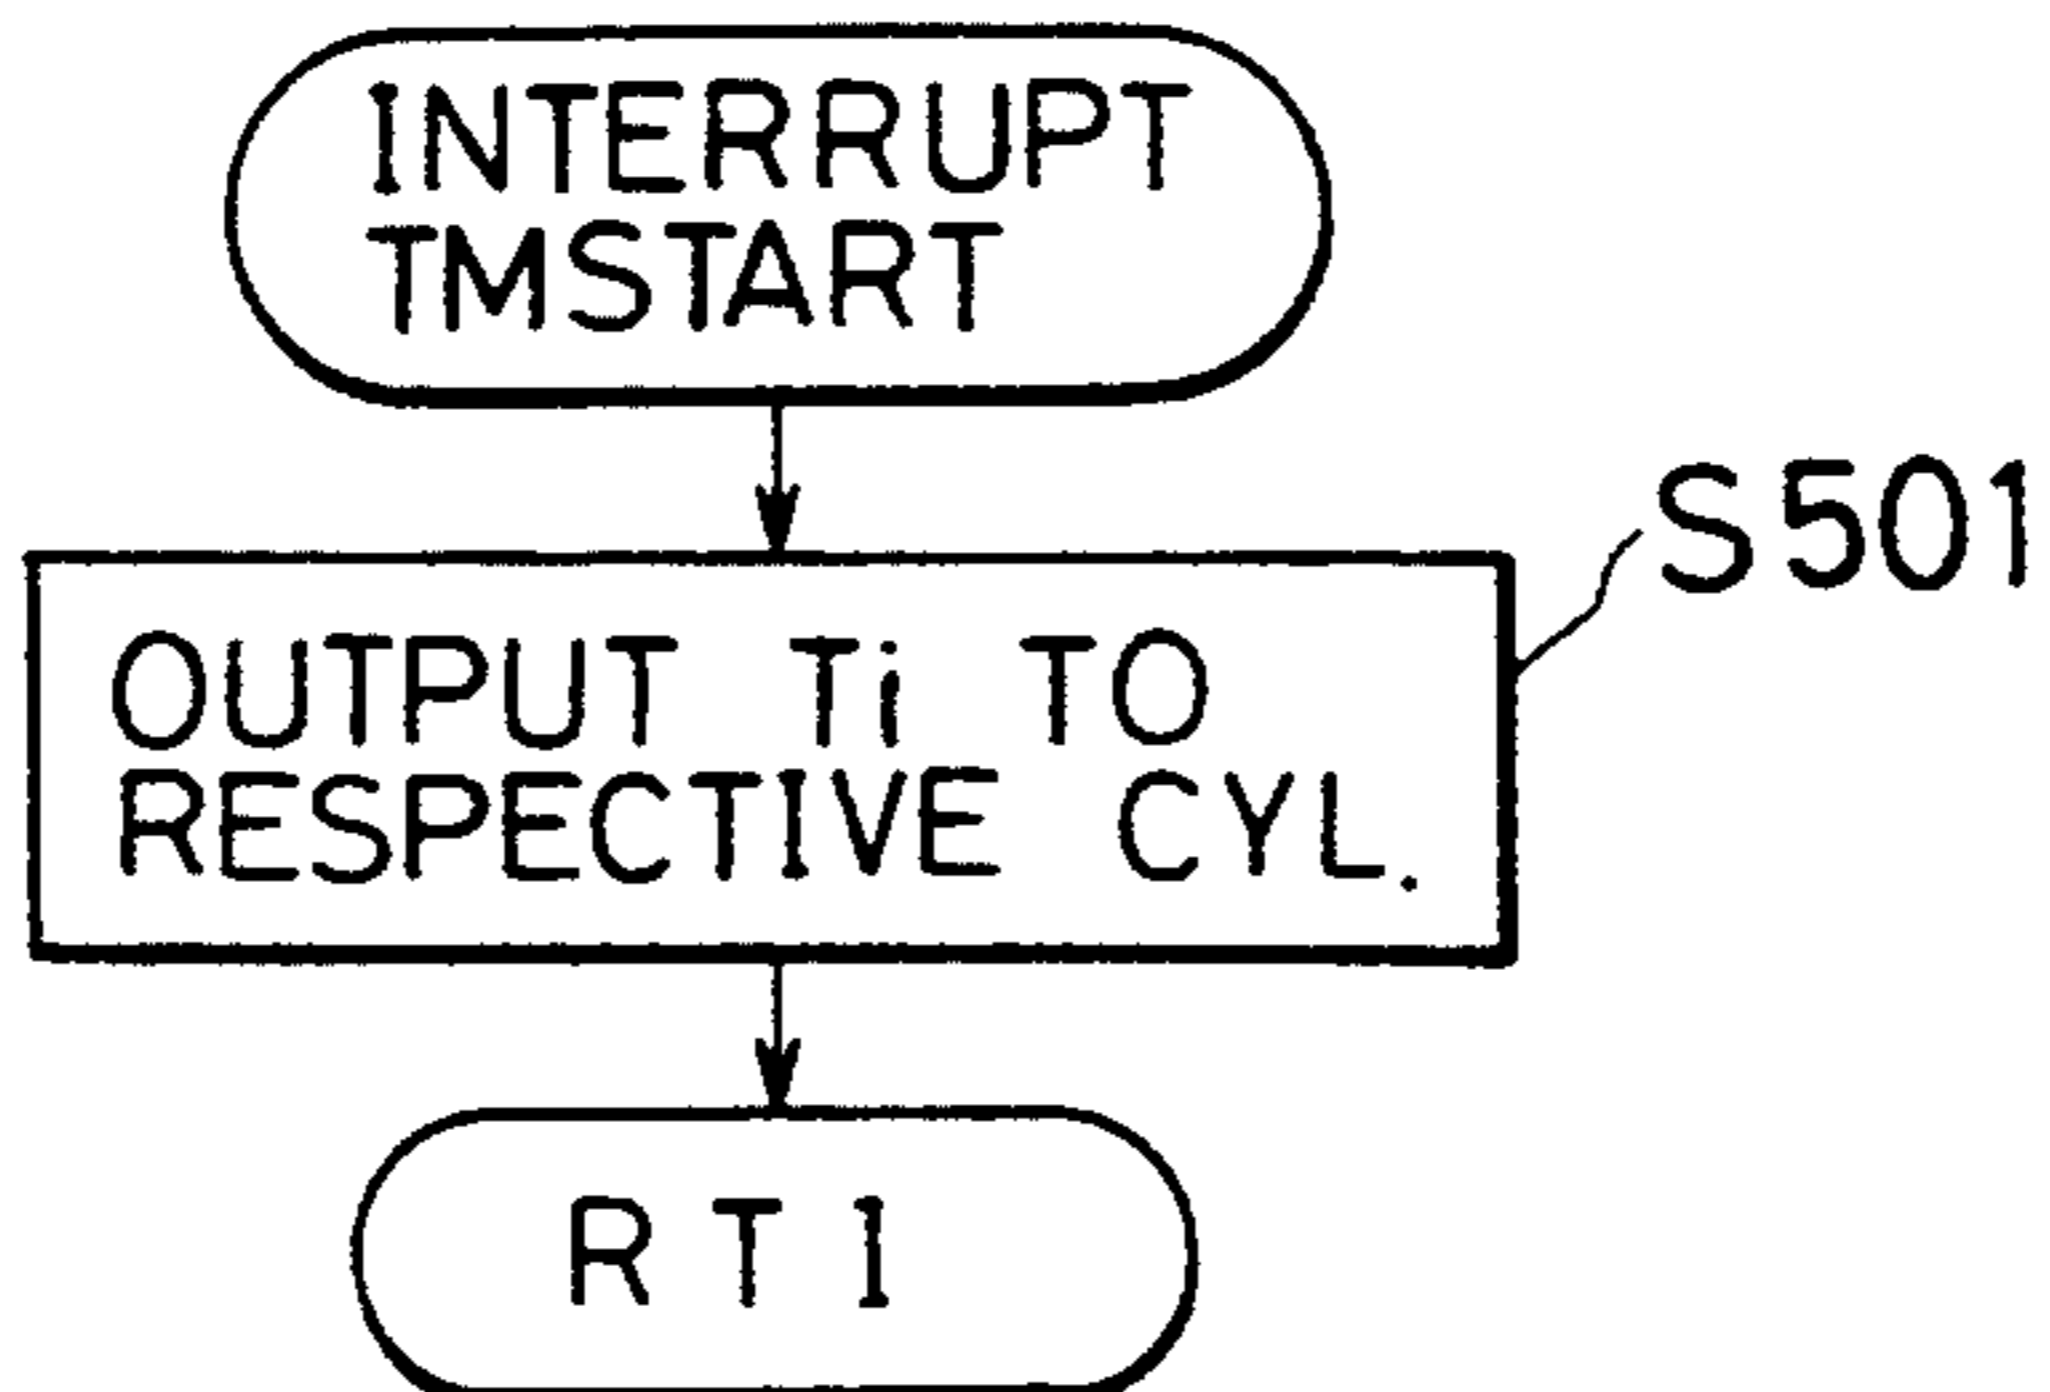 INTERRUPT
TMSTART
S501
OUTPUT Ti TO
RESPECTIVE CYL.
RTI